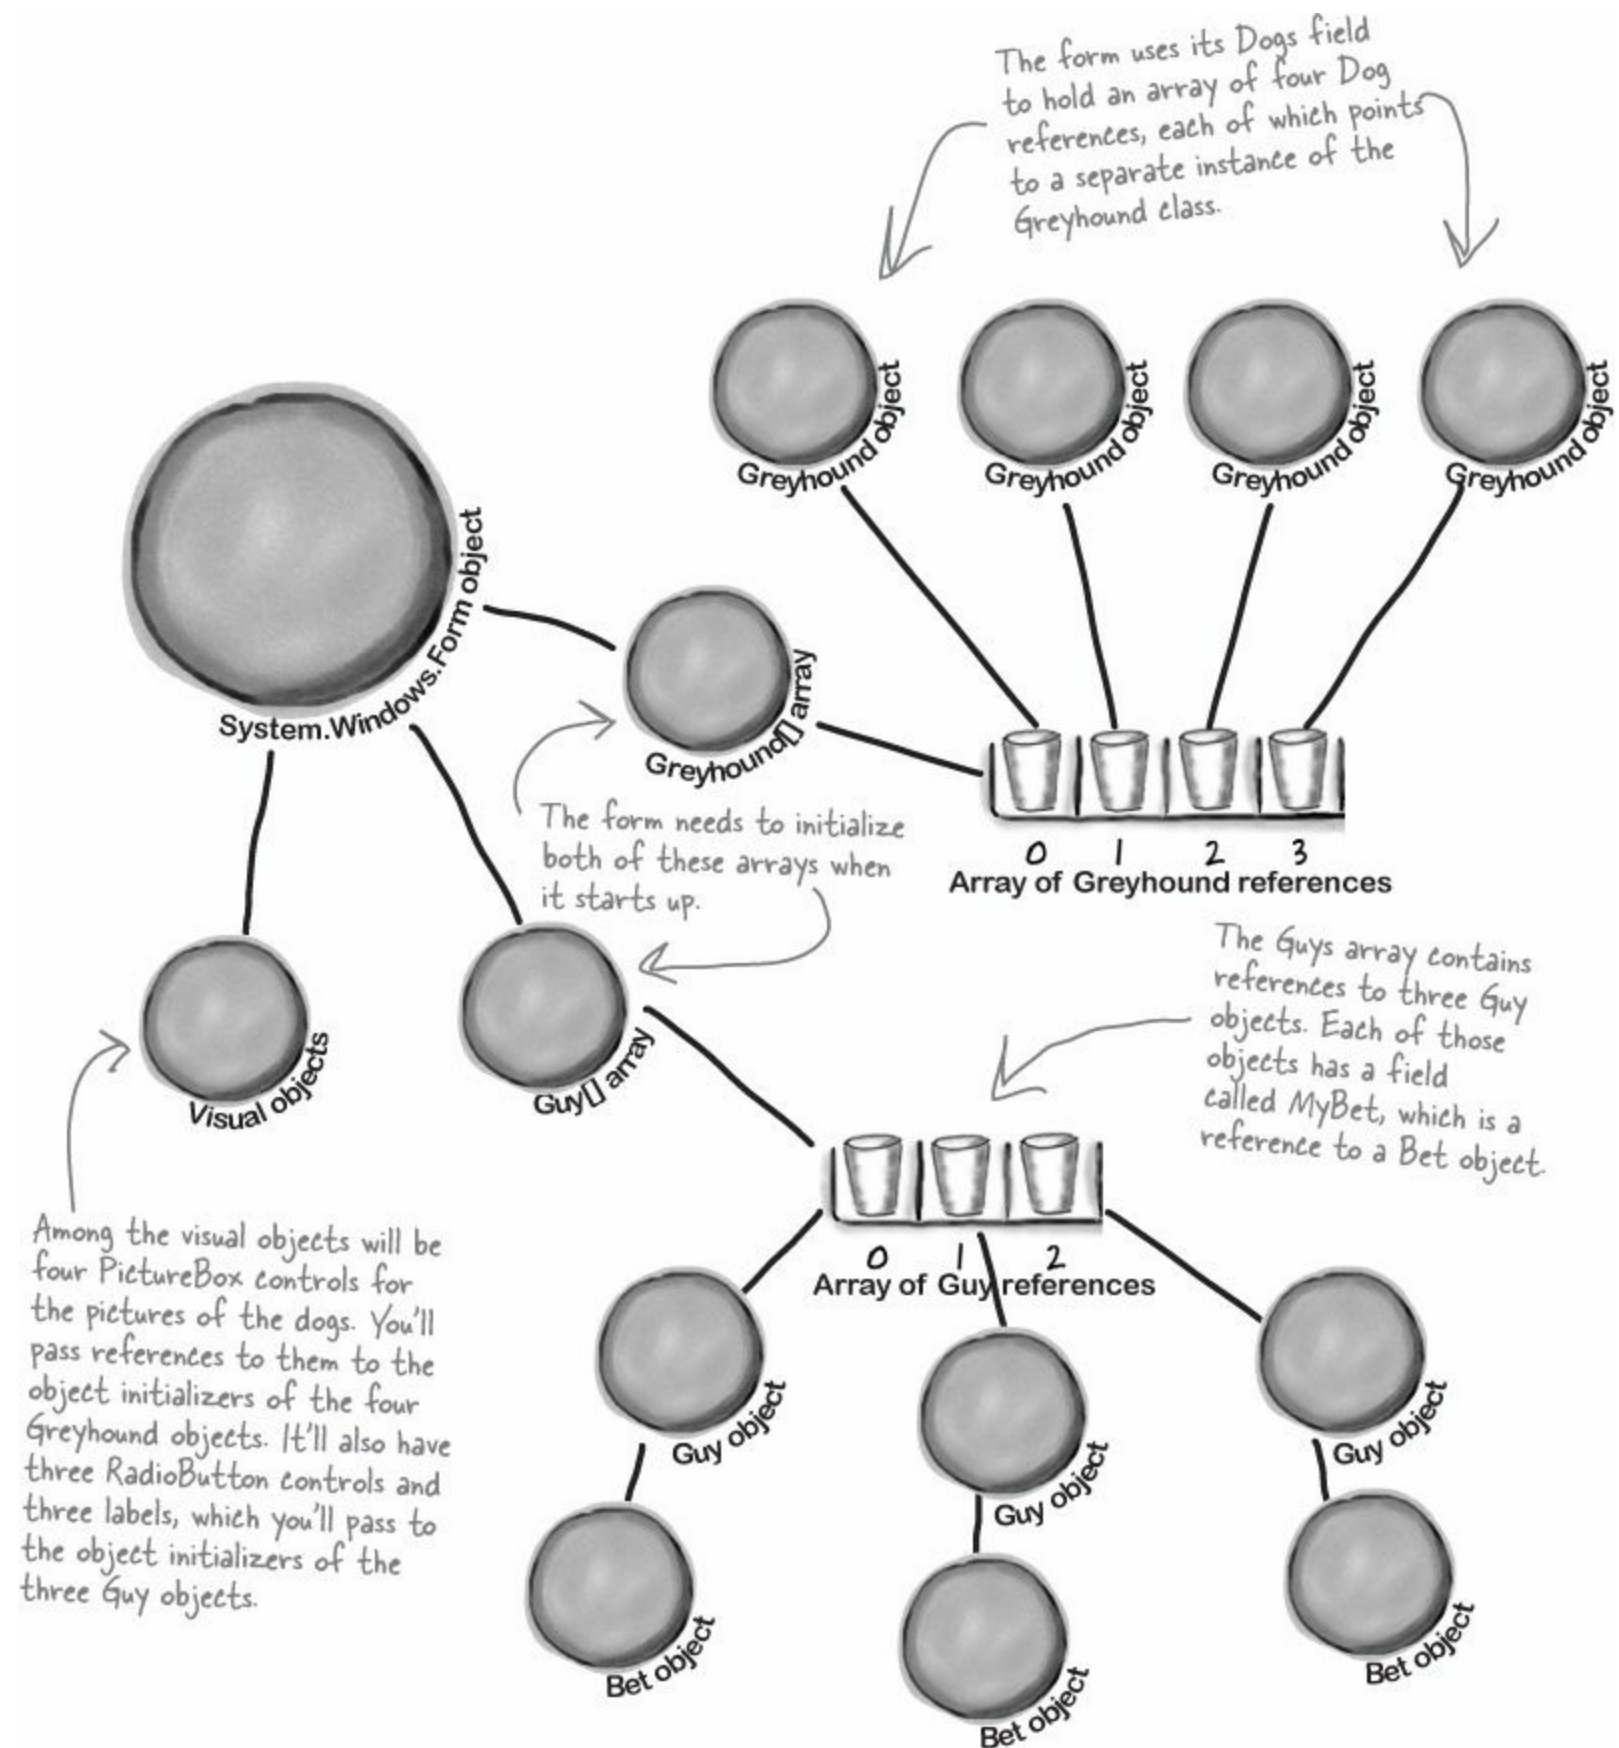 The form uses its Dogs field
to hold an array of four Dog
references, each of which points
to a separate instance of the
Greyhound class.
Greyhound object
Greyhound object
Greyhound object
Greyhound object
System.Windows.Form object
Greyhound[] array
The form needs to initialize
both of these arrays when
it starts up.
0 1 2 3
Array of Greyhound references
Visual objects
Guy[] array
The Guys array contains
references to three Guy
objects. Each of those
objects has a field
called MyBet, which is a
reference to a Bet object.
Among the visual objects will be
four PictureBox controls for
the pictures of the dogs. You'll
pass references to them to the
object initializers of the four
Greyhound objects. It'll also have
three RadioButton controls and
three labels, which you'll pass to
the object initializers of the
three Guy objects.
0 1 2
Array of Guy references
Guy object
Guy object
Guy object
Bet object
Bet object
Bet object